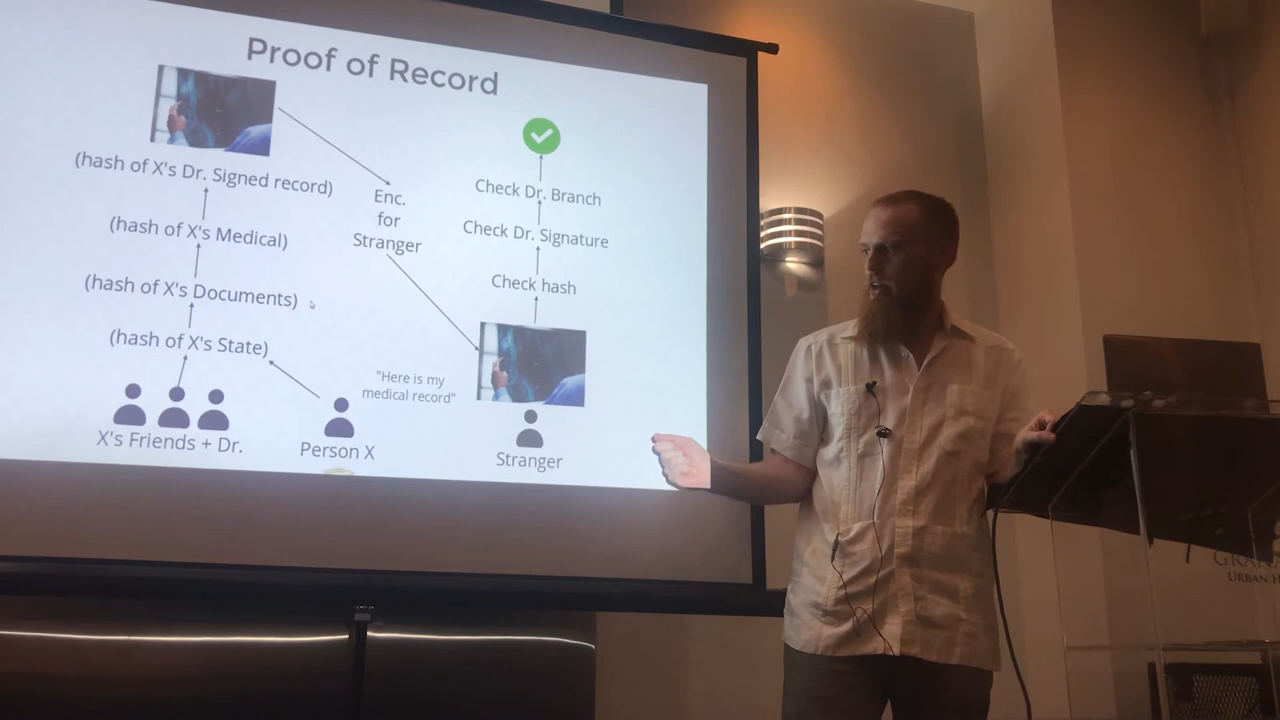 Proof of Record
(hash of X's Dr. Signed record)
(hash of X's Medical)
(hash of X's Documents)
(hash of X's State)
X's Friends + Dr.
Person X
Enc.
for
Stranger
"Here is my
medical record"
Check Dr. Branch
Check Dr. Signature
Check hash
Stranger
URBAN